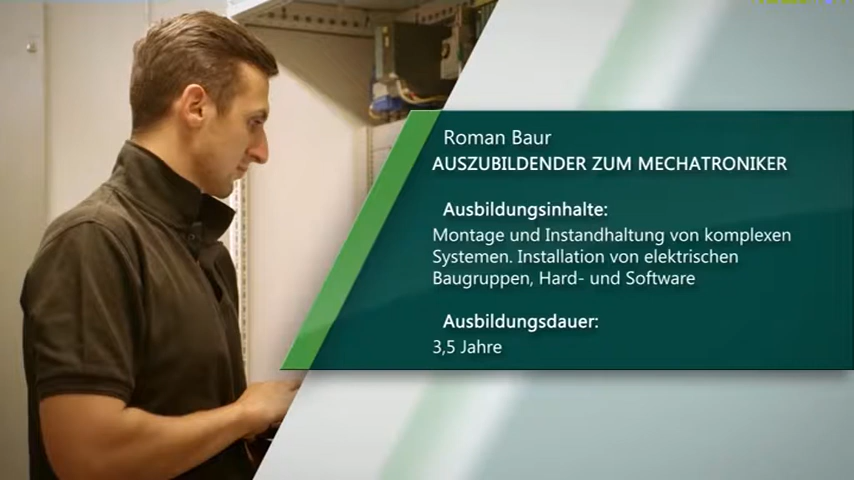 Roman Baur
AUSZUBILDENDER ZUM MECHATRONIKER
Ausbildungsinhalte:
Montage und Instandhaltung von komplexen
Systemen. Installation von elektrischen
Baugruppen, Hard- und Software
Ausbildungsdauer:
3,5 Jahre